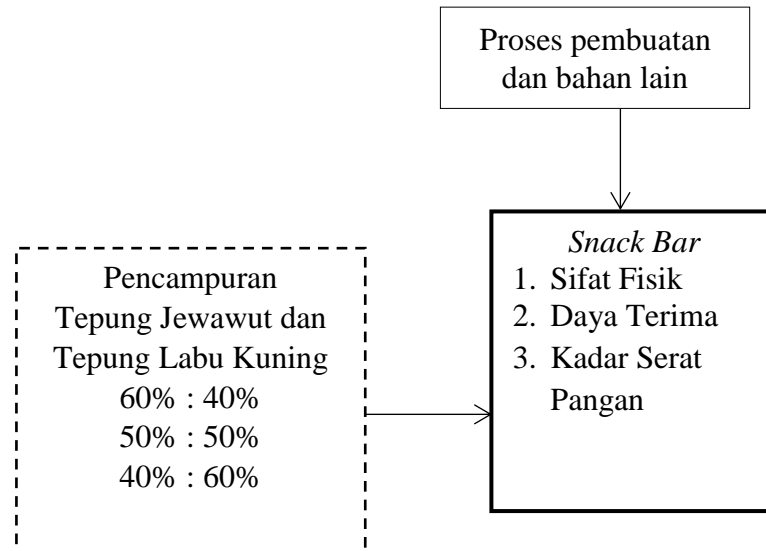 Proses pembuatan
dan bahan lain
Snack Bar
1. Sifat Fisik
2. Daya Terima
3. Kadar Serat
Pangan
Pencampuran
Tepung Jewawut dan
Tepung Labu Kuning
60% : 40%
50% : 50%
40% : 60%